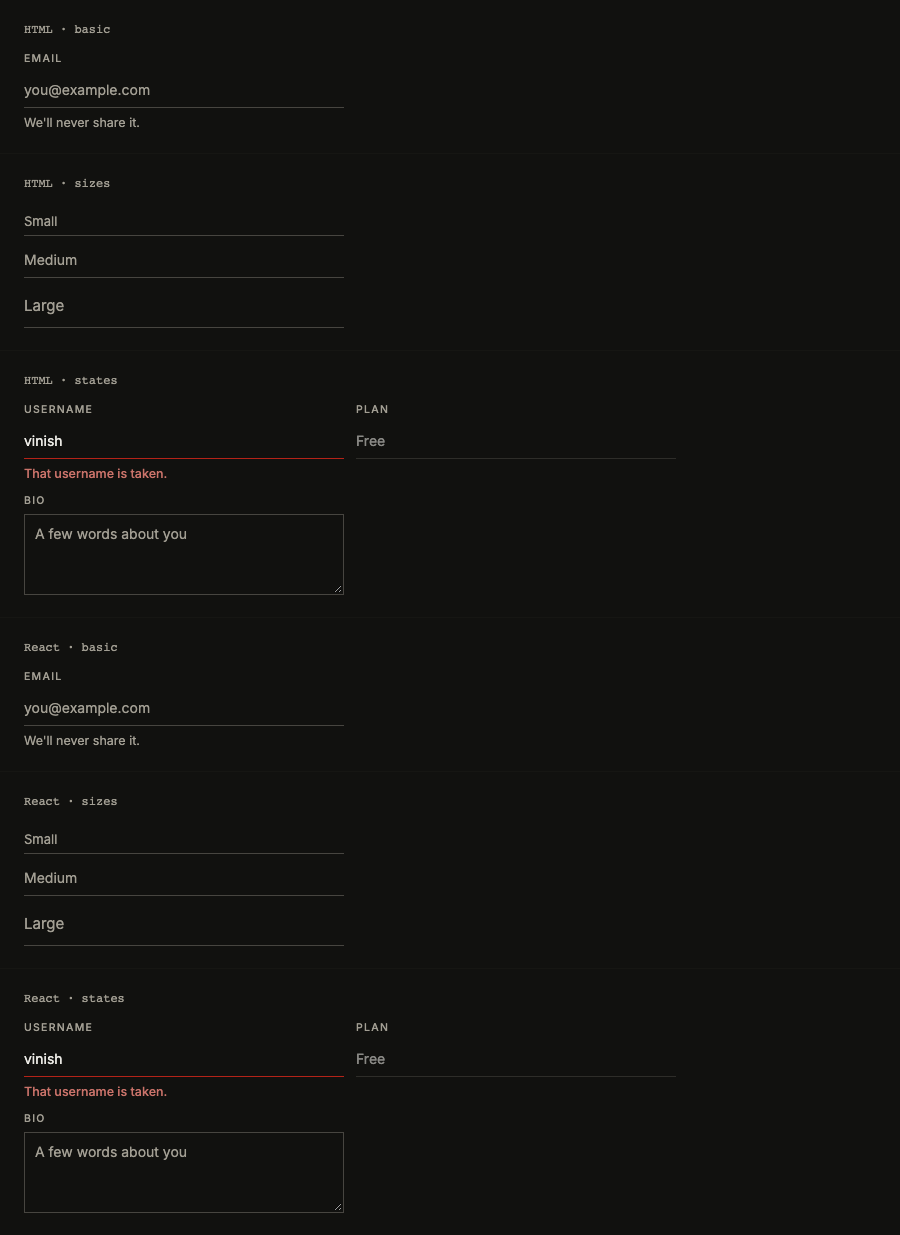 HTML · basic
EMAIL
you@example.com
We'll never share it.
HTML · sizes
Small
Medium
Large
HTML · states
USERNAME
PLAN
vinish
Free
That username is taken.
BIO
A few words about you
React · basic
EMAIL
you@example.com
We'll never share it.
React · sizes
Small
Medium
Large
React · states
USERNAME
PLAN
vinish
Free
That username is taken.
BIO
A few words about you